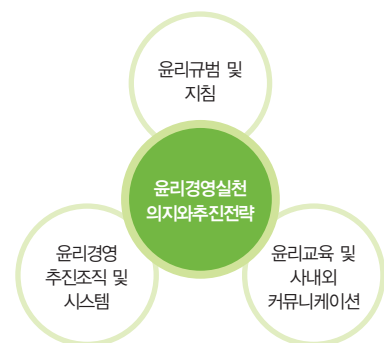 윤리규범 및
지침
윤리경영실천
의지와추진전략
윤리경영
추진조직 및
시스템
윤리교육 및
사내외
커뮤니케이션